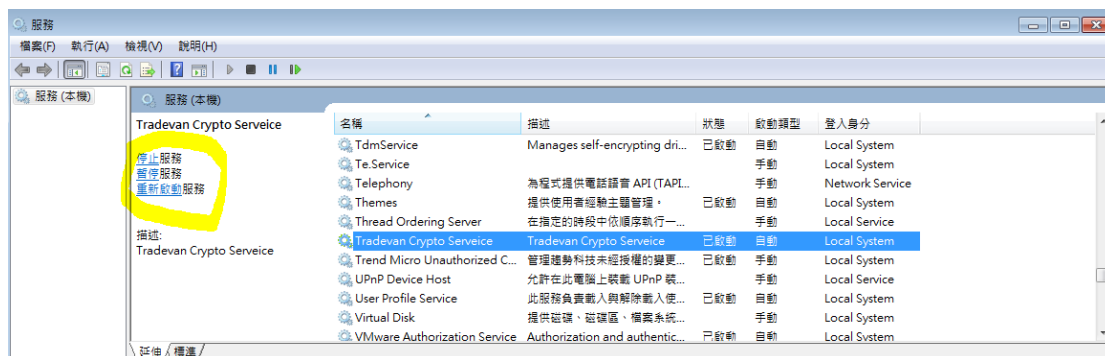 服務
檔案(F) 執行(A) 檢視(V) 說明(H)
服務 (本機)
服務 (本機)
Tradevan Crypto Serveice
停止服務
暫停服務
重新啟動服務
描述:
Tradevan Crypto Serveice
名稱 描述 狀態 啟動類型 登入身分
TdmService Manages self-encrypting dri... 已啟動 自動 Local System
Te.Service 手動 Local System
Telephony 為程式提供電話語音 API (TAPI... 手動 Network Service
Themes 提供使用者經驗主題管理。 已啟動 自動 Local System
Thread Ordering Server 在指定的時段中依順序執行一... 手動 Local Service
Tradevan Crypto Serveice Tradevan Crypto Serveice 已啟動 自動 Local System
Trend Micro Unauthorized C... 管理趨勢科技未經授權的變更... 已啟動 自動 Local System
UPnP Device Host 允許在此電腦上裝載 UPnP 裝... 手動 Local Service
User Profile Service 此服務負責載入與解除載入使... 已啟動 自動 Local System
Virtual Disk 提供磁碟、磁碟區、檔案系統... 手動 Local System
VMware Authorization Service Authorization and authentic... 已啟動 自動 Local System
延伸 標準